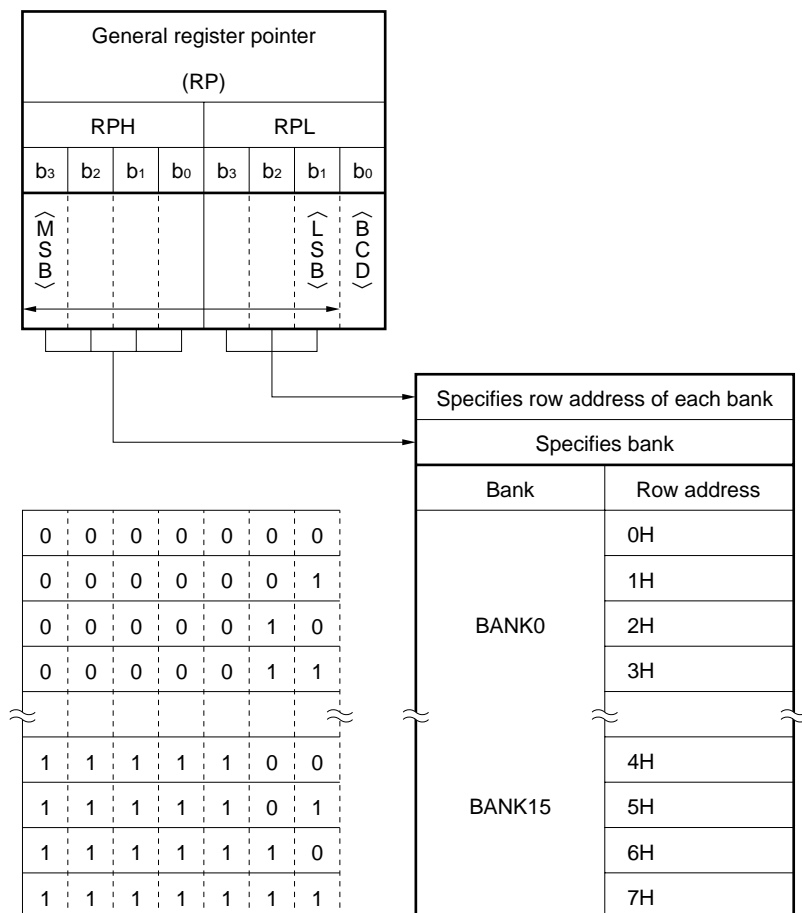 General register pointer
(RP)
RPH RPL
b3 b2 b1 b0 b3 b2 b1 b0
〈MSB〉 〈LSB〉 〈BCD〉
Specifies row address of each bank
Specifies bank
Bank Row address
0 0 0 0 0 0 0 0H
0 0 0 0 0 0 1 1H
0 0 0 0 0 1 0 BANK0 2H
0 0 0 0 0 1 1 3H
1 1 1 1 1 0 0 4H
1 1 1 1 1 0 1 BANK15 5H
1 1 1 1 1 1 0 6H
1 1 1 1 1 1 1 7H